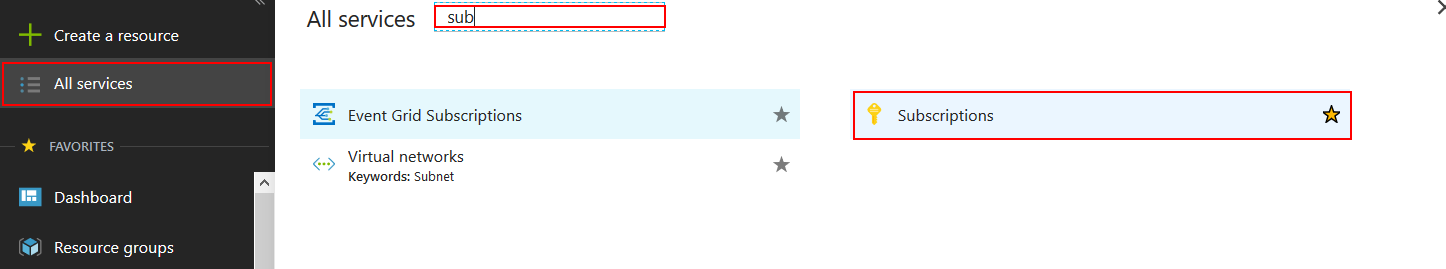 Create a resource
All services
FAVORITES
Dashboard
Resource groups
All services
sub
Event Grid Subscriptions
Virtual networks
Keywords: Subnet
Subscriptions